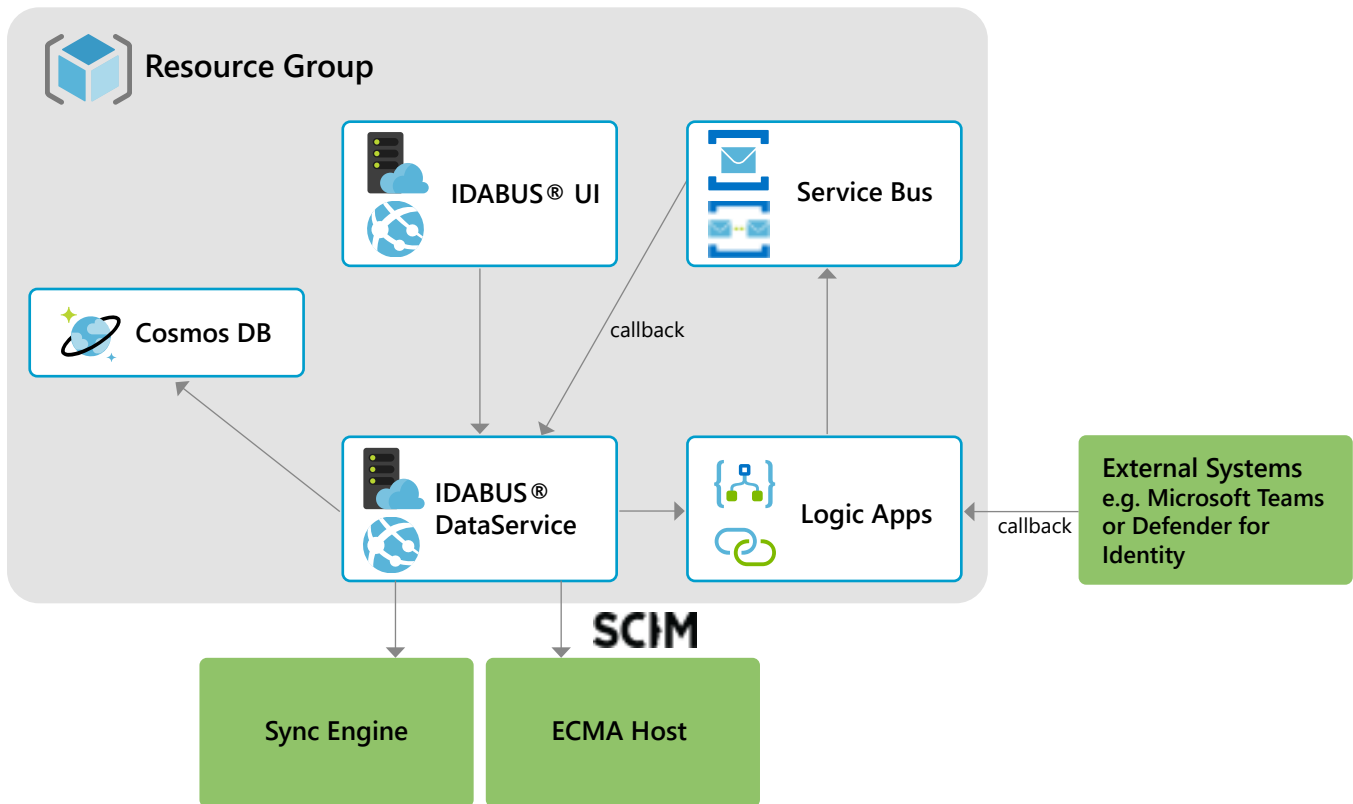 Resource Group
IDABUS® UI
Service Bus
Cosmos DB
callback
IDABUS®
DataService
Logic Apps
callback
External Systems
e.g. Microsoft Teams
or Defender for
Identity
SCIM
Sync Engine
ECMA Host